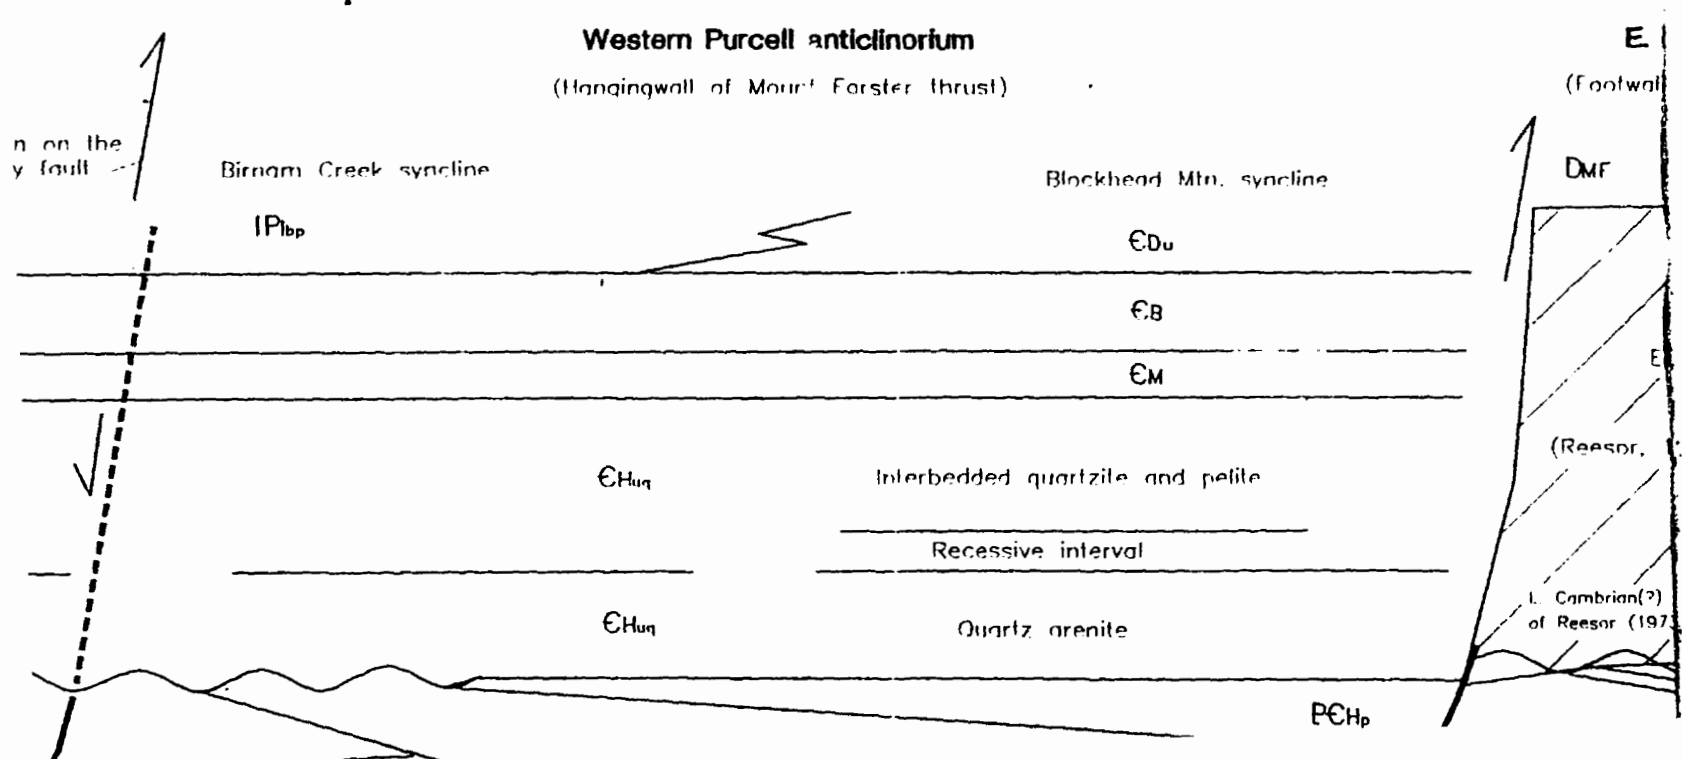 Western Purcell anticlinorium
E
(Hangingwall of Mount Forster thrust)
(Footwal
n on the
y fault
Birnam Creek syncline
Blockhead Mtn. syncline
DMF
lPlbp
ЄDu
ЄB
E
ЄM
(Reesor,
ЄHuq
Interbedded quartzite and pelite
Recessive interval
L. Cambrian(?)
of Reesor (197
ЄHuq
Quartz arenite
PЄHp